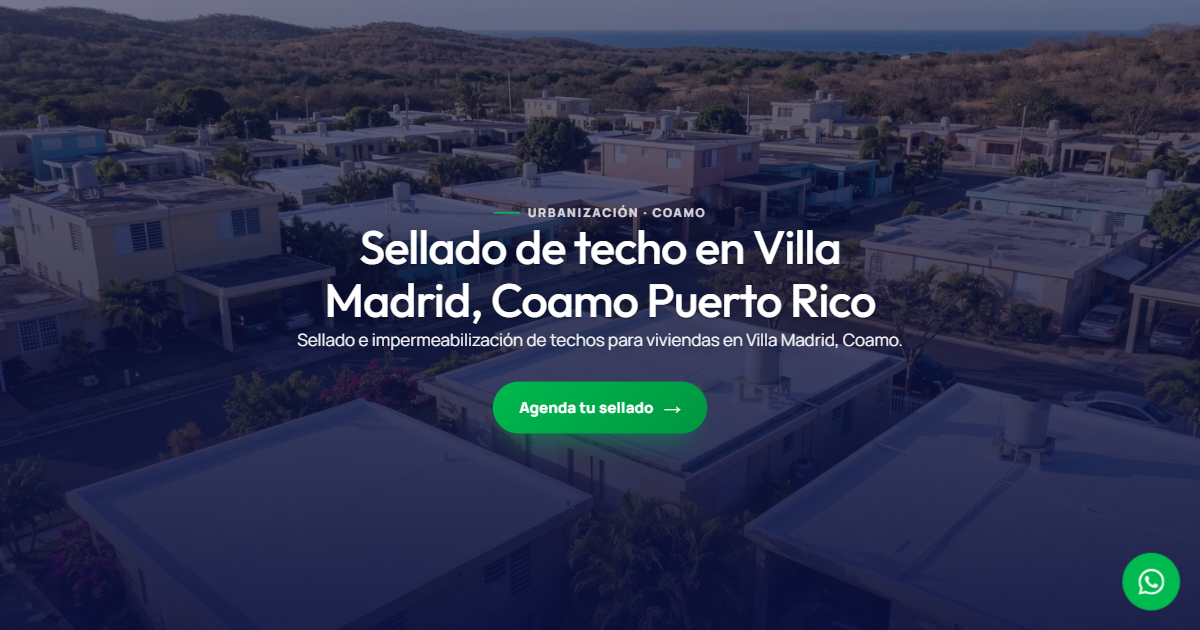 URBANIZACIÓN · COAMO
Sellado de techo en Villa
Madrid, Coamo Puerto Rico
Sellado e impermeabilización de techos para viviendas en Villa Madrid, Coamo.
Agenda tu sellado →